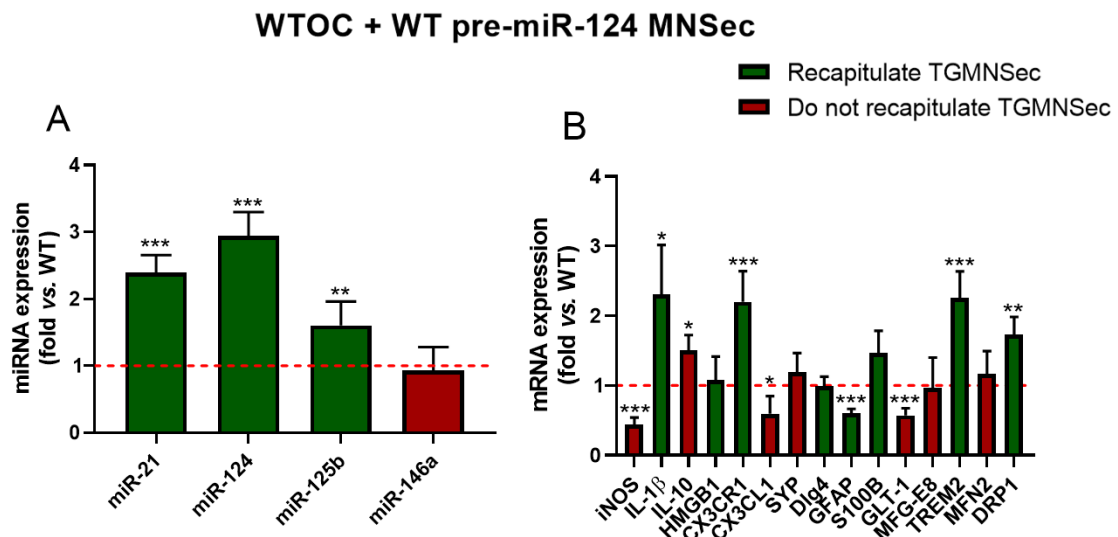 WTOC + WT pre-miR-124 MNSec
Recapitulate TGMNSec
Do not recapitulate TGMNSec
A
miRNA expression
(fold vs. WT)
4
3
2
1
0
***
***
**
miR-21
miR-124
miR-125b
miR-146a
B
mRNA expression
(fold vs. WT)
4
3
2
1
0
***
*
*
***
*
***
***
***
**
iNOS
IL-1β
IL-10
HMGB1
CX3CR1
CX3CL1
SYP
Dlg4
GFAP
S100B
GLT-1
MFG-E8
TREM2
MFN2
DRP1